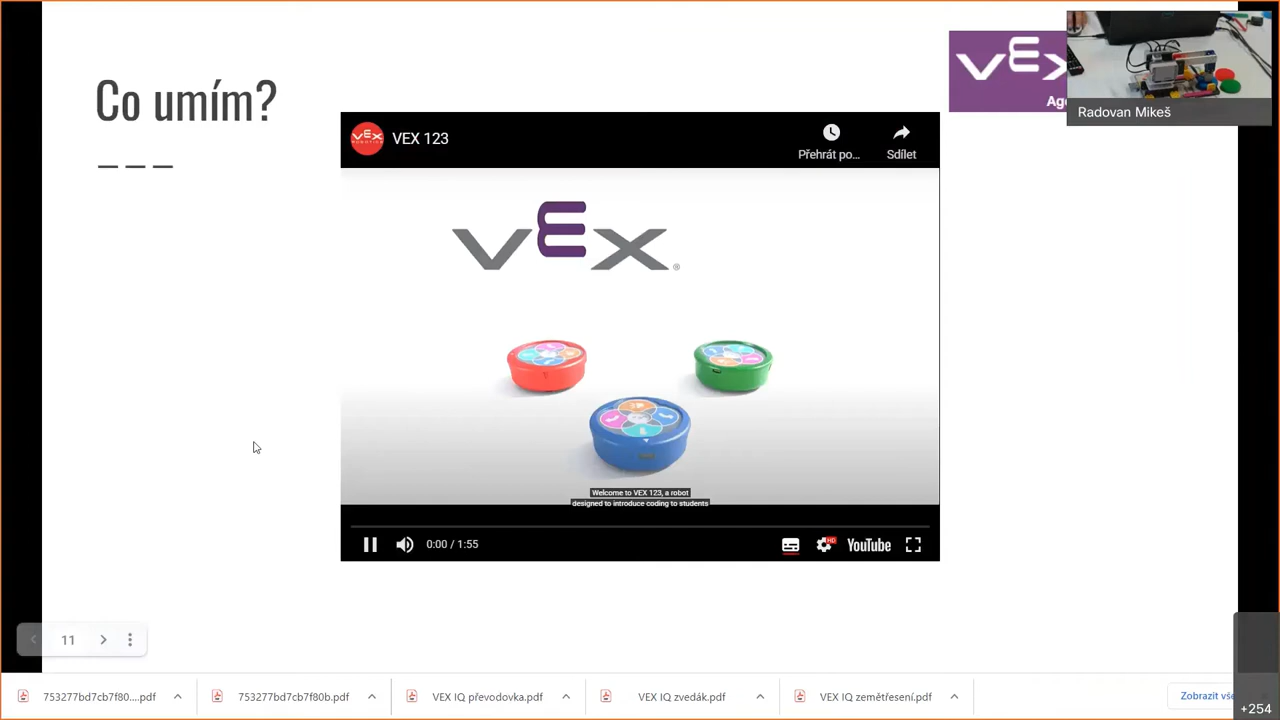 Co umím?
VEX
Radovan Mikeš
VEX 123
Přehrát po...
Sdílet
VEX
Welcome to VEX 123, a robot
designed to introduce coding to students
0:00 / 1:55
HD
YouTube
11
753277bd7cb7f80....pdf
753277bd7cb7f80b.pdf
VEX IQ převodovka.pdf
VEX IQ zvedák.pdf
VEX IQ zemětřesení.pdf
Zobrazit vše
+254